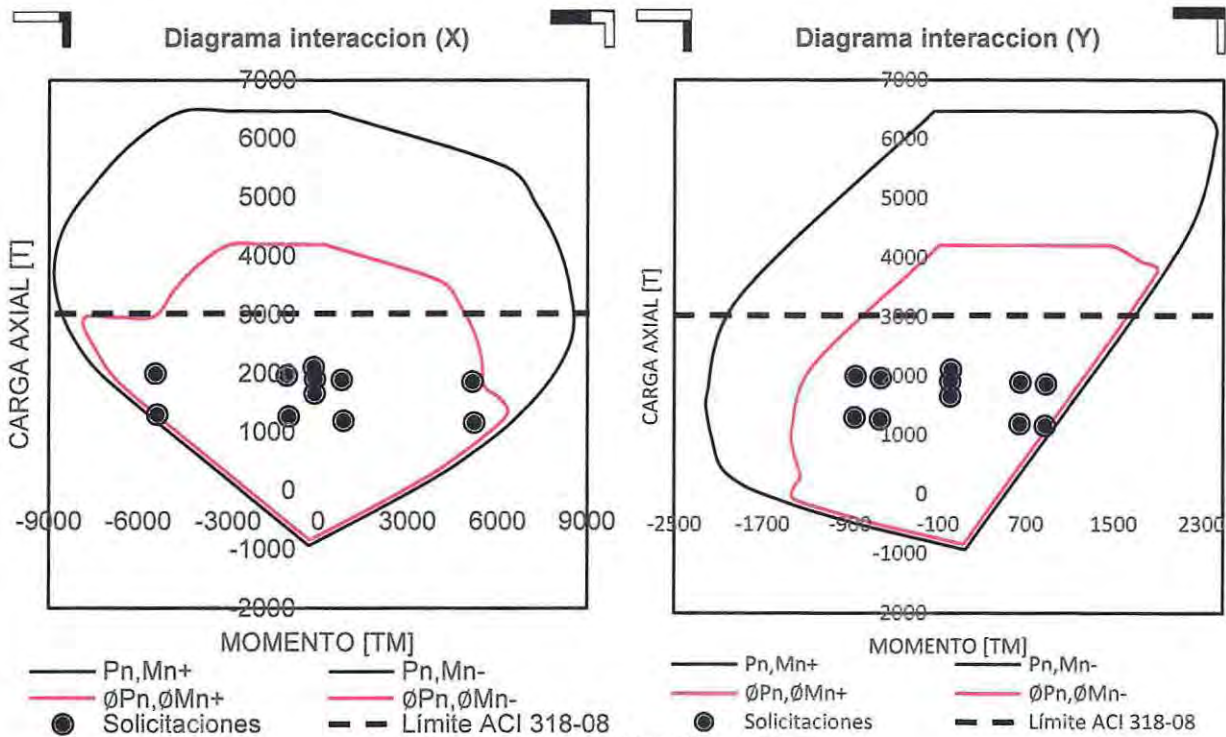 Diagrama interaccion (X)
7000
6000
5000
4000
3000
2000
1000
0
-1000
-2000
-9000 -6000 -3000 0 3000 6000 9000
CARGA AXIAL [T]
MOMENTO [TM]
Pn,Mn+ Pn,Mn-
ØPn,ØMn+ ØPn,ØMn-
Solicitaciones Límite ACI 318-08
Diagrama interaccion (Y)
7000
6000
5000
4000
3000
2000
1000
0
-1000
2000
-2500 -1700 -900 -100 700 1500 2300
CARGA AXIAL [T]
MOMENTO [TM]
Pn,Mn+ Pn,Mn-
ØPn,ØMn+ ØPn,ØMn-
Solicitaciones Límite ACI 318-08